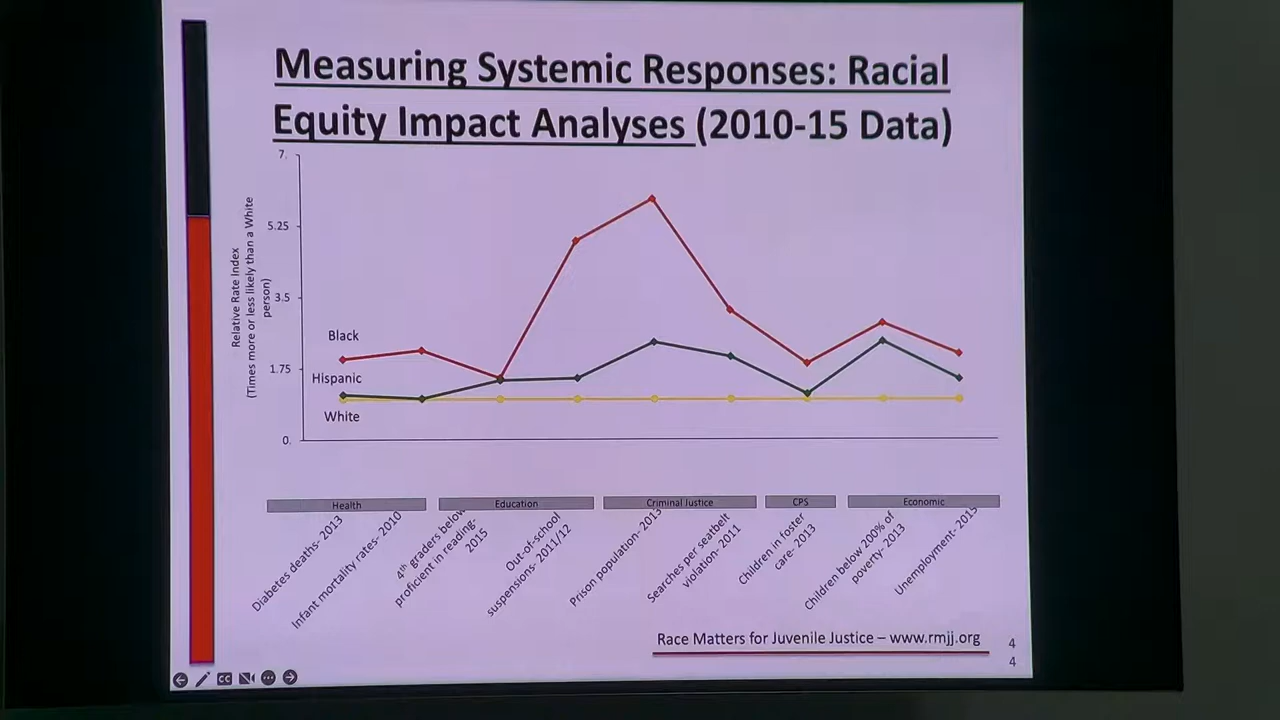 Measuring Systemic Responses: Racial
Equity Impact Analyses (2010-15 Data)
7.
5.25
3.5
1.75
0.
Relative Rate Index
(Times more or less likely than a White
person)
Black
Hispanic
White
Health
Education
Criminal Justice
CPS
Economic
Diabetes deaths- 2013
Infant mortality rates- 2010
4th graders below
proficient in reading-
2015
Out-of-school
suspensions- 2011/12
Prison population- 2013
Searches per seatbelt
violation- 2011
Children in foster
care- 2013
Children below 200% of
poverty- 2013
Unemployment- 2015
Race Matters for Juvenile Justice – www.rmjj.org
4
4
CC